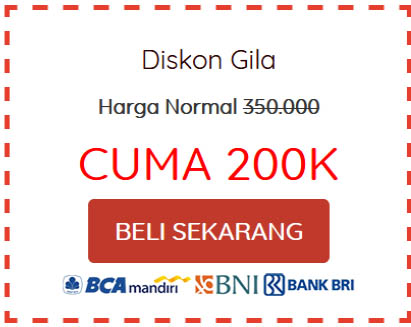 Diskon Gila
Harga Normal 350.000
CUMA 200K
BELI SEKARANG
BCA mandiri BNI BANK BRI